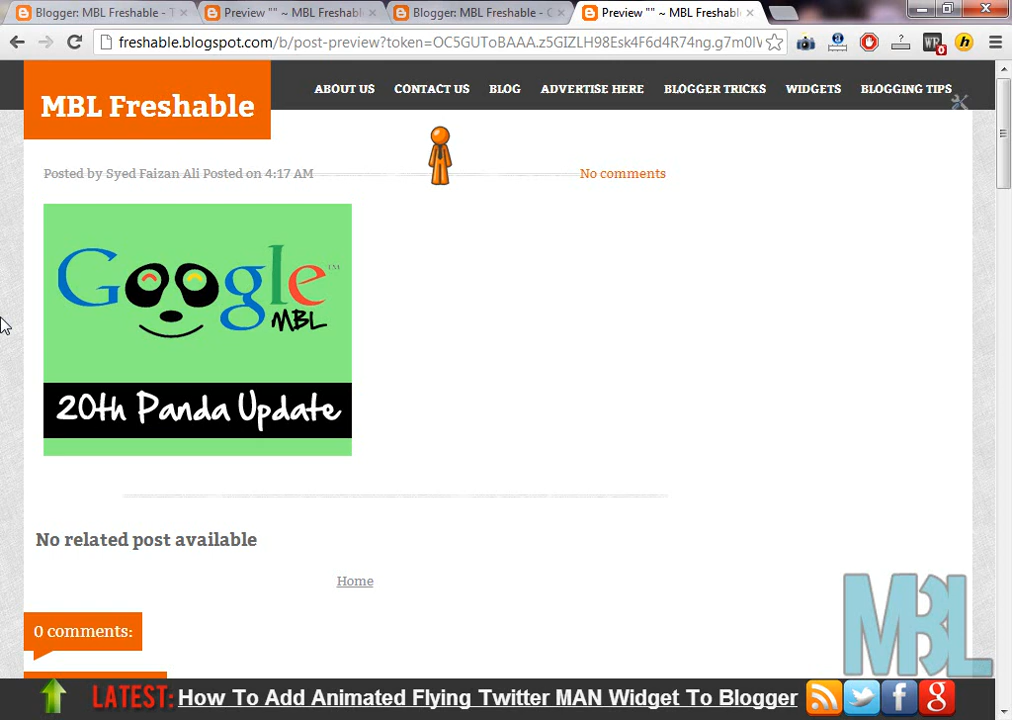 Blogger: MBL Freshable - T
Preview "" ~ MBL Freshable
Blogger: MBL Freshable - C
Preview "" ~ MBL Freshable
freshable.blogspot.com/b/post-preview?token=OC5GUToBAAA.z5GIZLH98Esk4F6d4R74ng.g7m0lV
MBL Freshable
ABOUT US CONTACT US BLOG ADVERTISE HERE BLOGGER TRICKS WIDGETS BLOGGING TIPS
Posted by Syed Faizan Ali Posted on 4:17 AM No comments
Google™
MBL
20th Panda Update
No related post available
Home
0 comments:
MBL
LATEST: How To Add Animated Flying Twitter MAN Widget To Blogger